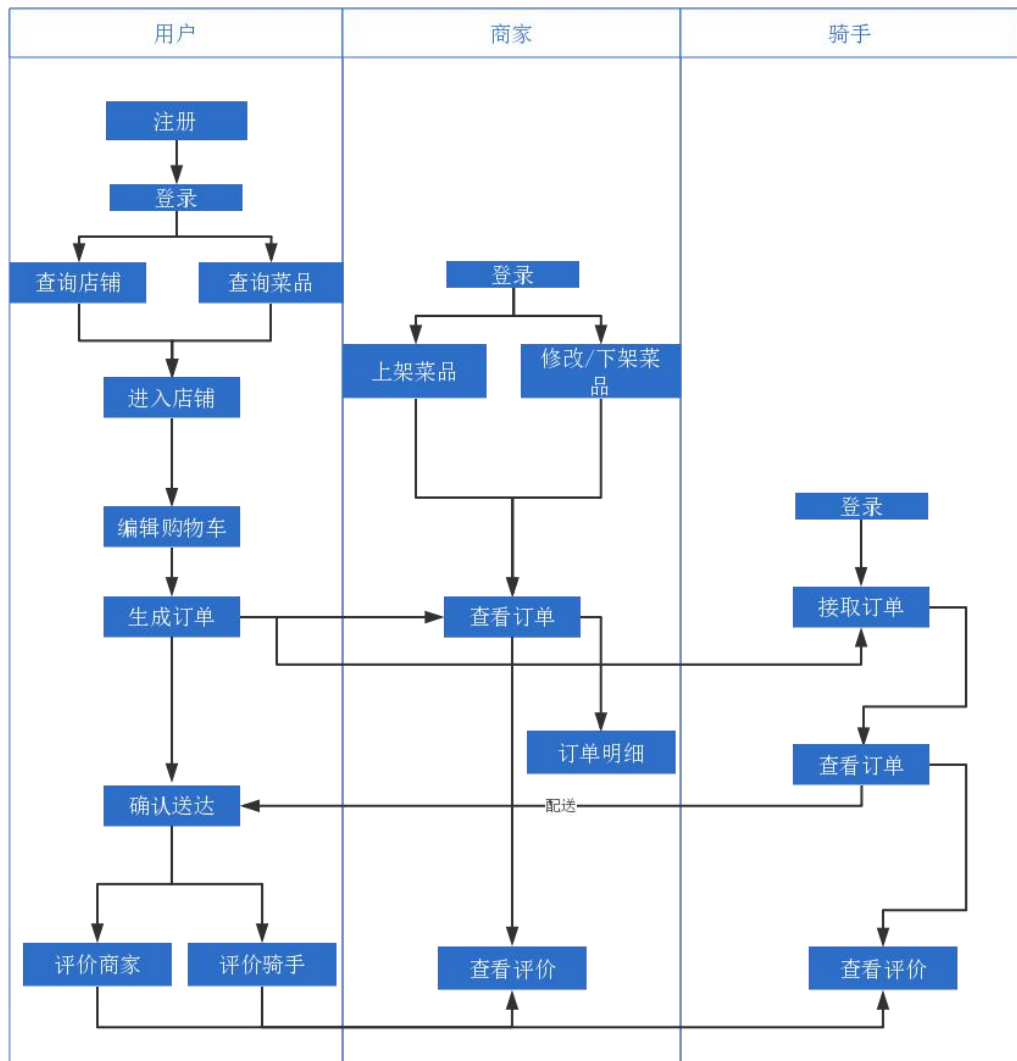 用户
商家
骑手
注册
登录
查询店铺
查询菜品
登录
上架菜品
修改/下架菜
品
进入店铺
编辑购物车
登录
生成订单
查看订单
接取订单
订单明细
查看订单
确认送达
配送
评价商家
评价骑手
查看评价
查看评价